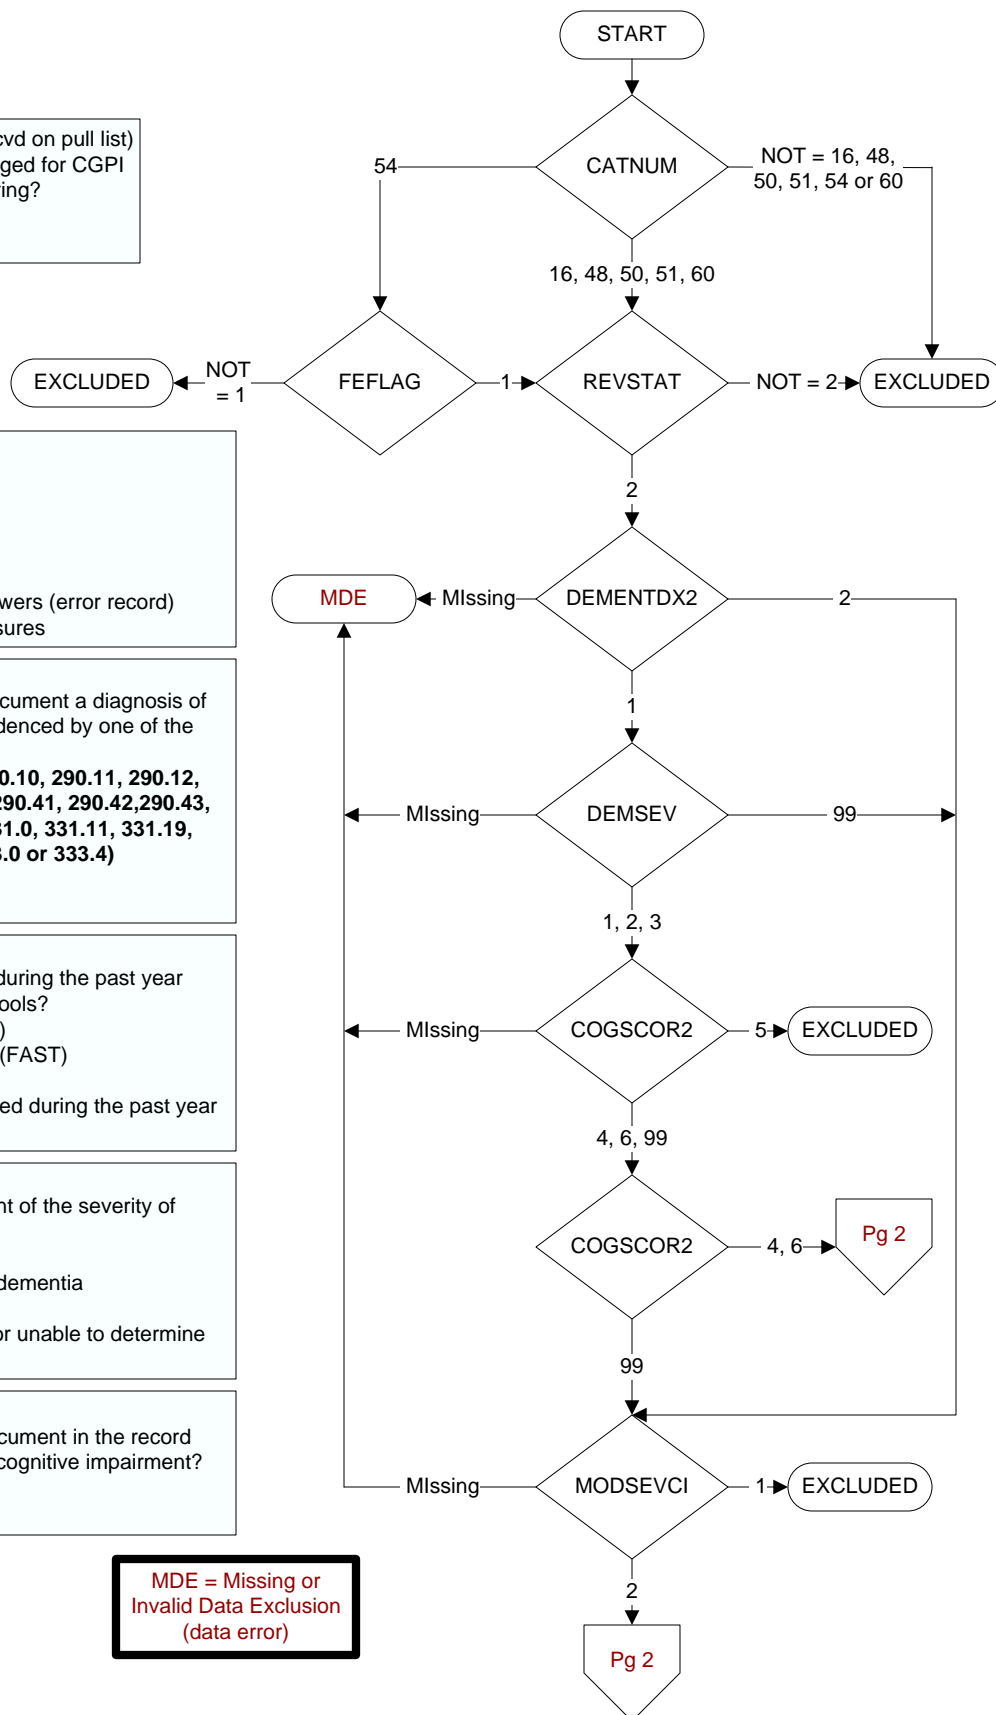 START
cvd on pull list)
ged for CGPI
ring?
54
CATNUM
NOT = 16, 48,
50, 51, 54 or 60
16, 48, 50, 51, 60
EXCLUDED
NOT
= 1
FEFLAG
1
REVSTAT
NOT = 2
EXCLUDED
2
wers (error record)
sures
MDE
MIssing
DEMENTDX2
2
1
cument a diagnosis of
denced by one of the
0.10, 290.11, 290.12,
290.41, 290.42,290.43,
31.0, 331.11, 331.19,
3.0 or 333.4)
MIssing
DEMSEV
99
1, 2, 3
during the past year
ools?
)
(FAST)
ed during the past year
MIssing
COGSCOR2
5
EXCLUDED
4, 6, 99
nt of the severity of
dementia
or unable to determine
COGSCOR2
4, 6
Pg 2
99
cument in the record
cognitive impairment?
MIssing
MODSEVCI
1
EXCLUDED
2
MDE = Missing or
Invalid Data Exclusion
(data error)
Pg 2